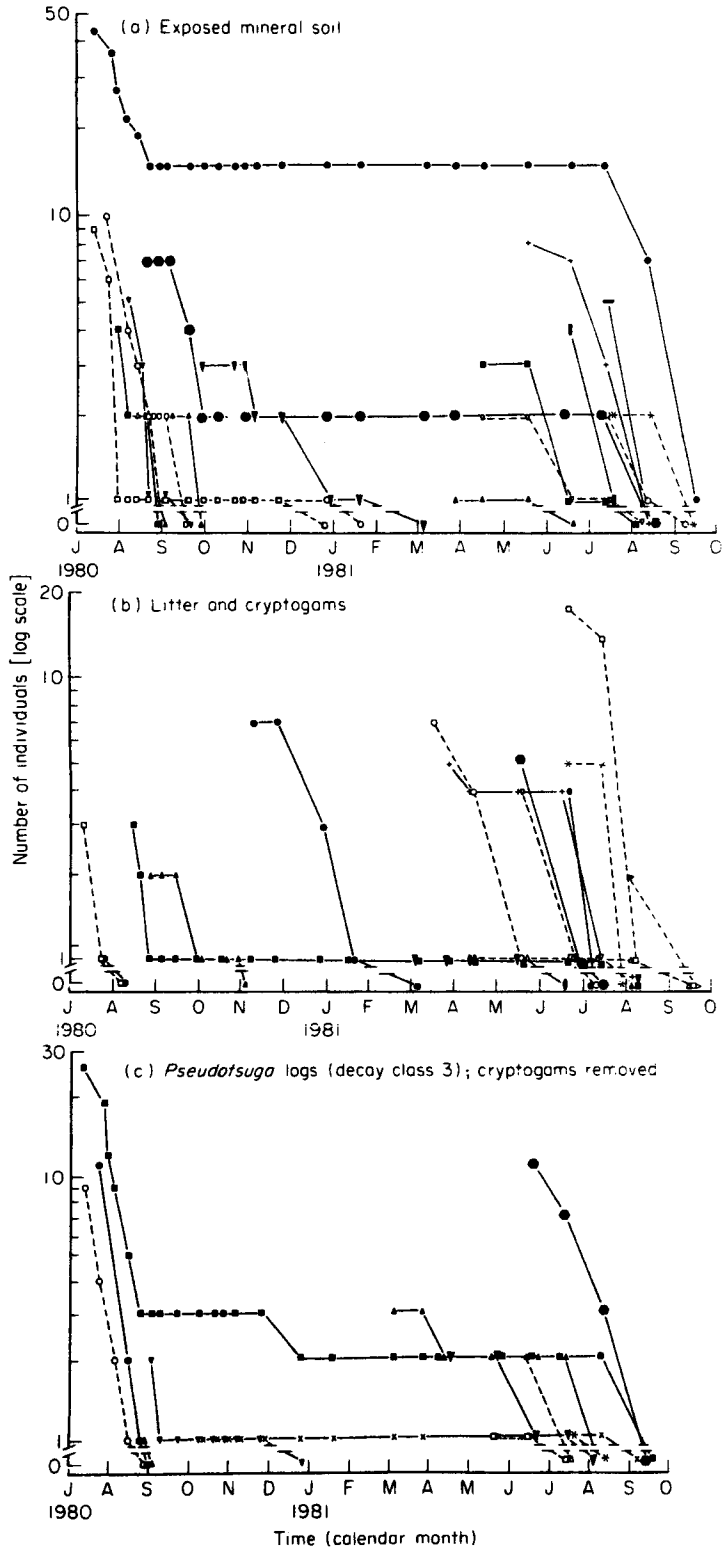 50
(a) Exposed mineral soil
10
1
0
J A S O N D J F M A M J J A S O
1980 1981
Number of individuals [log scale]
20
(b) Litter and cryptogams
10
1
0
J A S O N D J F M A M J J A S O
1980 1981
30
(c) Pseudotsuga logs (decay class 3); cryptogams removed
10
1
0
J A S O N D J F M A M J J A S O
1980 1981
Time (calendar month)